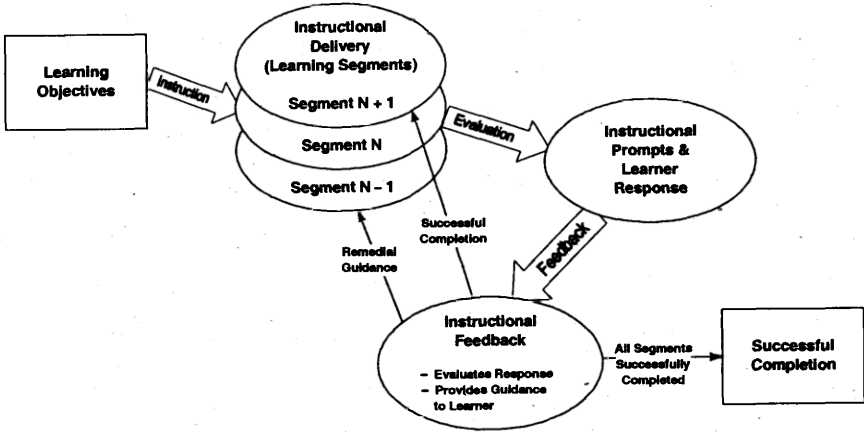 Learning
Objectives
Instruction
Instructional
Delivery
(Learning Segments)
Segment N + 1
Segment N
Segment N – 1
Evaluation
Instructional
Prompts &
Learner
Response
Feedback
Successful
Completion
Remedial
Guidance
Instructional
Feedback
– Evaluates Response
– Provides Guidance
to Learner
All Segments
Successfully
Completed
Successful
Completion